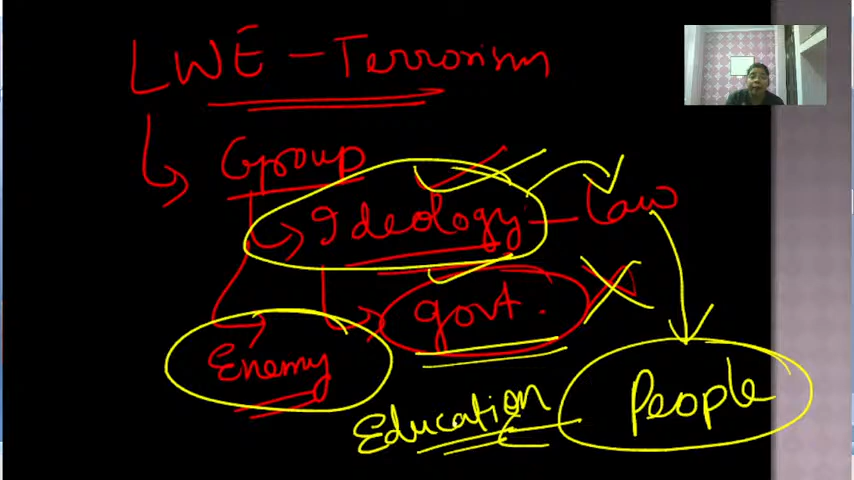 LWE - Terrorism
Group
Ideology - Law
govt.
Enemy
People
Education